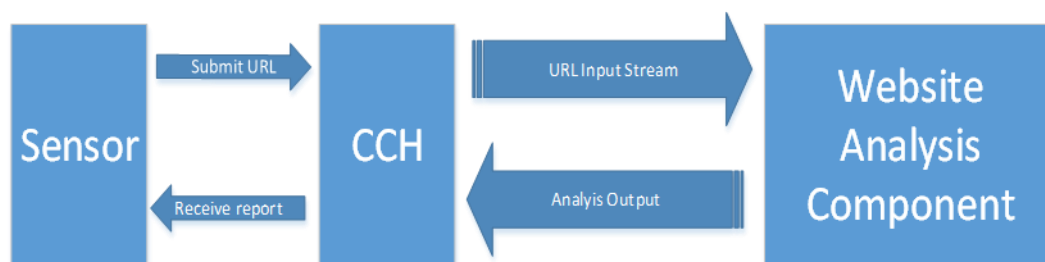 Sensor
Submit URL
Receive report
CCH
URL Input Stream
Analyis Output
Website
Analysis
Component